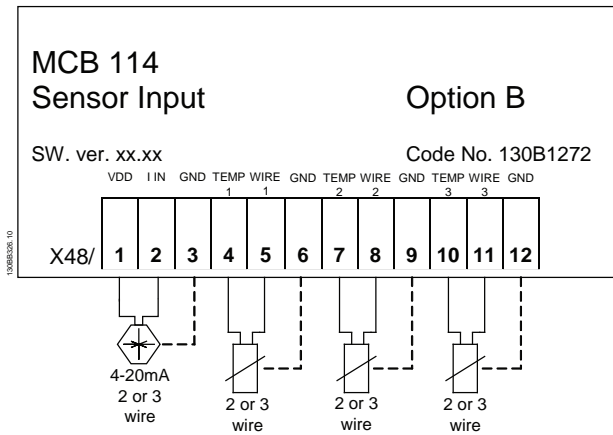 MCB 114
Sensor Input
Option B
SW. ver. xx.xx
Code No. 130B1272
VDD I IN GND TEMP WIRE GND TEMP WIRE GND TEMP WIRE GND
1 1 2 2 3 3
X48/ 1 2 3 4 5 6 7 8 9 10 11 12
130BB326.10
4-20mA
2 or 3
wire
2 or 3
wire
2 or 3
wire
2 or 3
wire